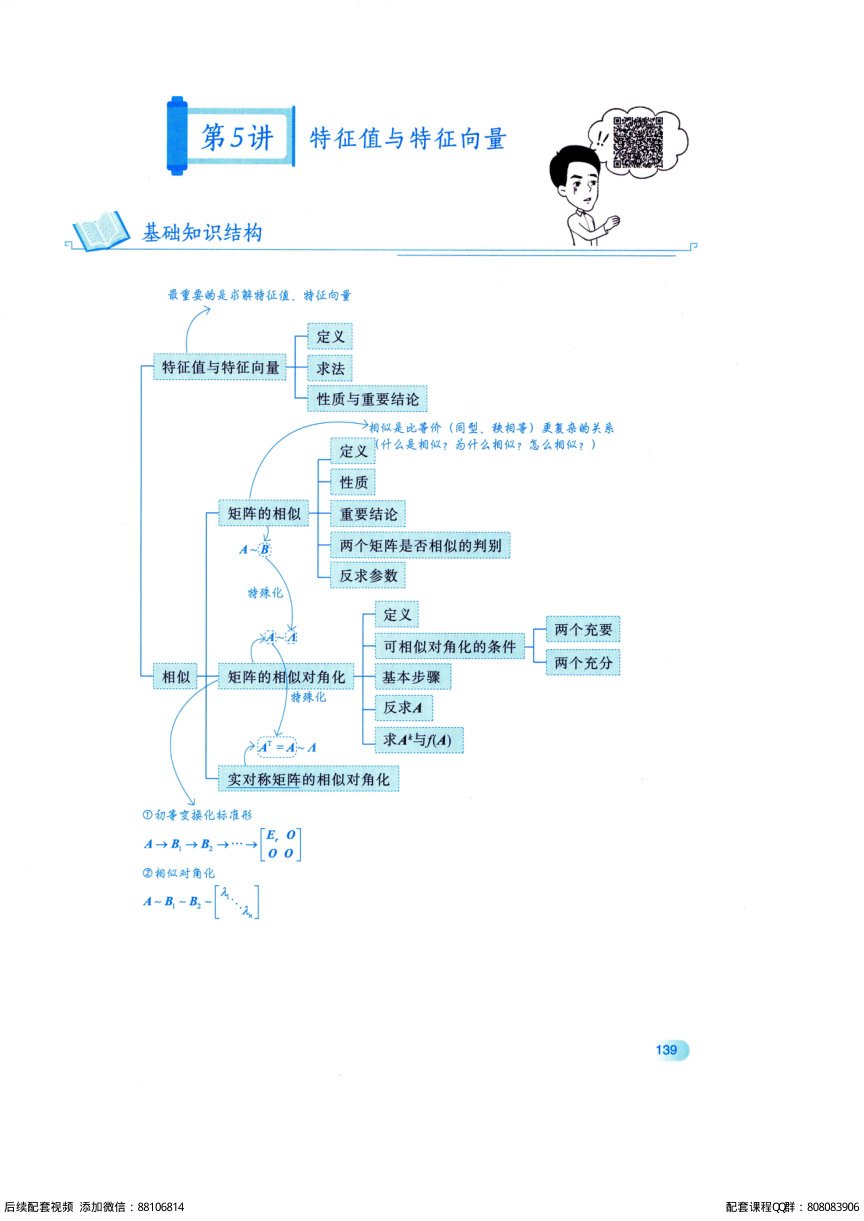 第5讲
特征值与特征向量
!!
基础知识结构
最重要的是求解特征值、特征向量
定义
特征值与特征向量
求法
性质与重要结论
相似是比等价（同型、秩相等）更复杂的关系
（什么是相似？为什么相似？怎么相似？）
定义
性质
矩阵的相似
重要结论
A~B
两个矩阵是否相似的判别
反求参数
特殊化
定义
A~Λ
可相似对角化的条件
两个充要
两个充分
相似
矩阵的相似对角化
基本步骤
特殊化
反求A
求Aᵏ与f(A)
Aᵀ=A~Λ
实对称矩阵的相似对角化
①初等变换化标准形
A→B₁→B₂→⋯→[Eᵣ O
O O]
②相似对角化
A~B₁~B₂~[λ₁⋱λₙ]
139
后续配套视频 添加微信：88106814
配套课程QQ群：808083906